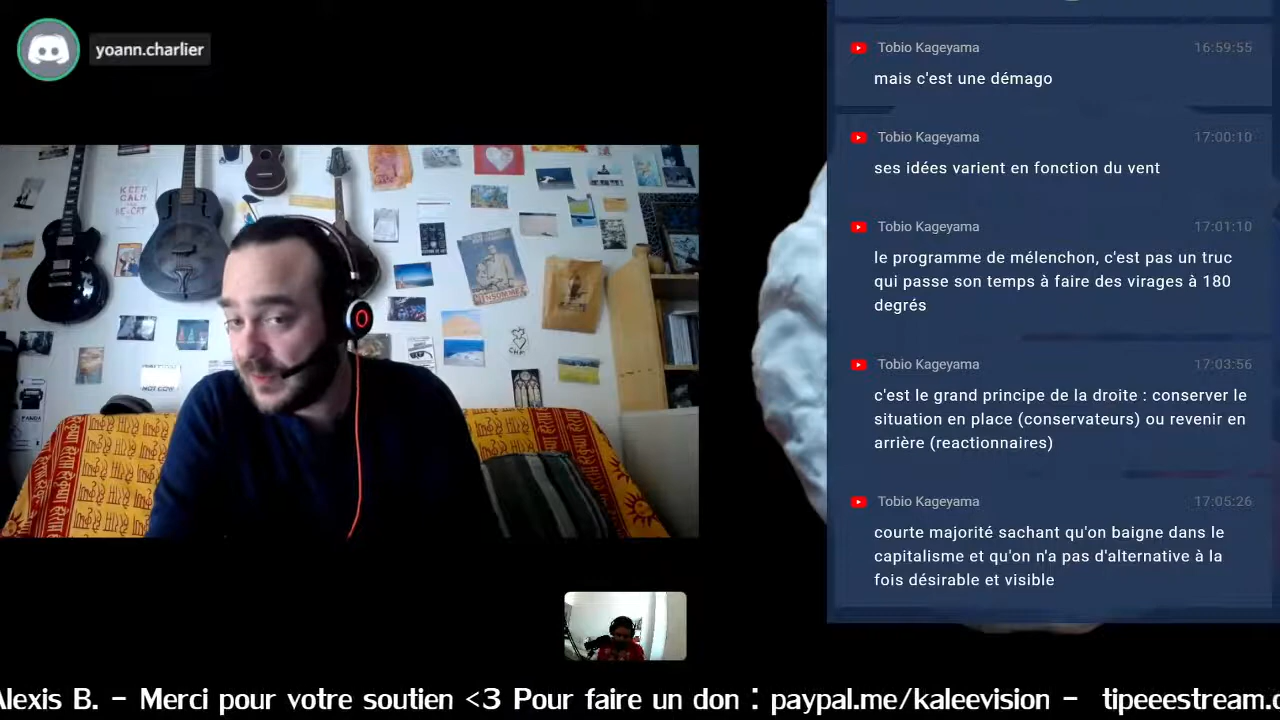 yoann.charlier
KEEP
CALM
INSOUMIS
Tobio Kageyama
16:59:55
mais c'est une démago
Tobio Kageyama
17:00:10
ses idées varient en fonction du vent
Tobio Kageyama
17:01:10
le programme de mélenchon, c'est pas un truc
qui passe son temps à faire des virages à 180
degrés
Tobio Kageyama
17:03:56
c'est le grand principe de la droite : conserver le
situation en place (conservateurs) ou revenir en
arrière (reactionnaires)
Tobio Kageyama
17:05:26
courte majorité sachant qu'on baigne dans le
capitalisme et qu'on n'a pas d'alternative à la
fois désirable et visible
Alexis B. - Merci pour votre soutien <3 Pour faire un don : paypal.me/kaleevision - tipeeestream.c